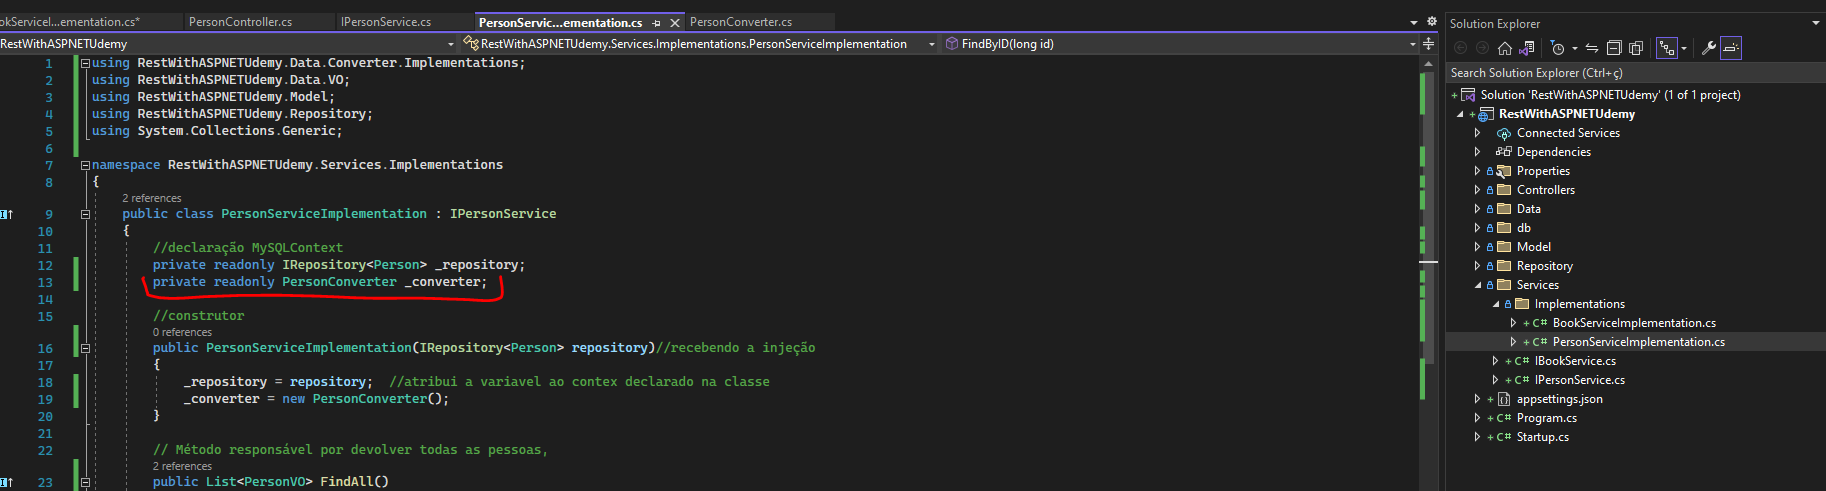 ookServiceI...ementation.cs*
PersonController.cs
IPersonService.cs
PersonServic...ementation.cs
PersonConverter.cs
RestWithASPNETUdemy
RestWithASPNETUdemy.Services.Implementations.PersonServiceImplementation
FindByID(long id)
1 using RestWithASPNETUdemy.Data.Converter.Implementations;
2 using RestWithASPNETUdemy.Data.VO;
3 using RestWithASPNETUdemy.Model;
4 using RestWithASPNETUdemy.Repository;
5 using System.Collections.Generic;
6
7 namespace RestWithASPNETUdemy.Services.Implementations
8 {
2 references
9 public class PersonServiceImplementation : IPersonService
10 {
11 //declaração MySQLContext
12 private readonly IRepository<Person> _repository;
13 private readonly PersonConverter _converter;
14
15 //construtor
0 references
16 public PersonServiceImplementation(IRepository<Person> repository)//recebendo a injeção
17 {
18 _repository = repository; //atribui a variavel ao contex declarado na classe
19 _converter = new PersonConverter();
20 }
21
22 // Método responsável por devolver todas as pessoas,
2 references
23 public List<PersonVO> FindAll()
Solution Explorer
Search Solution Explorer (Ctrl+ç)
Solution 'RestWithASPNETUdemy' (1 of 1 project)
RestWithASPNETUdemy
Connected Services
Dependencies
Properties
Controllers
Data
db
Model
Repository
Services
Implementations
C# BookServiceImplementation.cs
C# PersonServiceImplementation.cs
C# IBookService.cs
C# IPersonService.cs
appsettings.json
C# Program.cs
C# Startup.cs